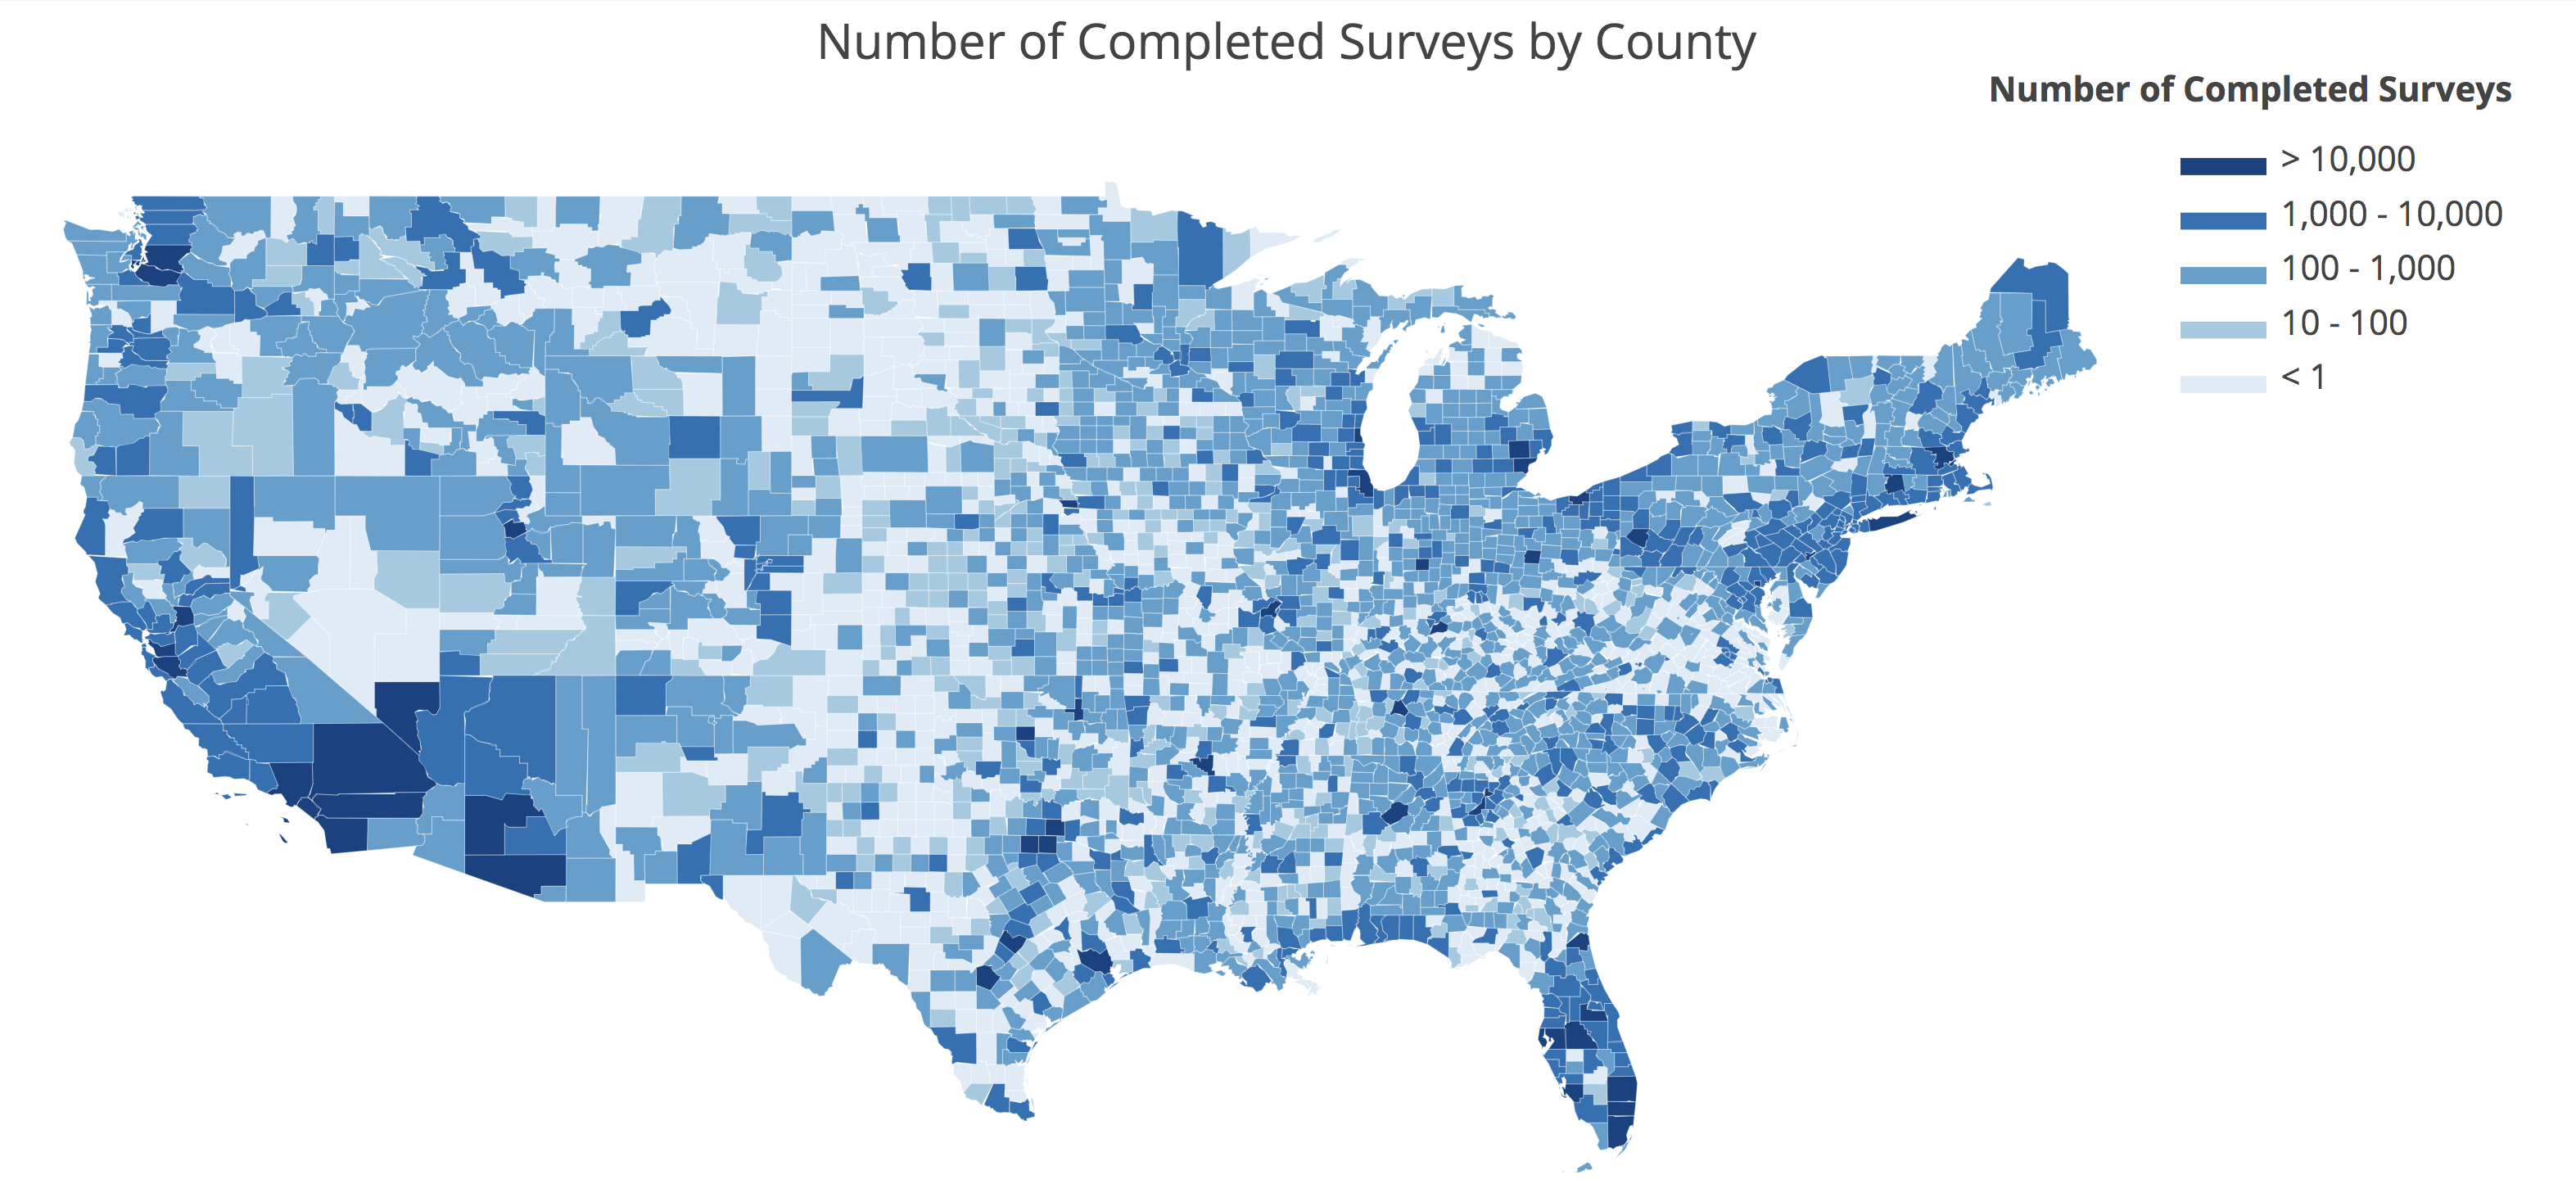 Number of Completed Surveys by County
Number of Completed Surveys
> 10,000
1,000 - 10,000
100 - 1,000
10 - 100
< 1